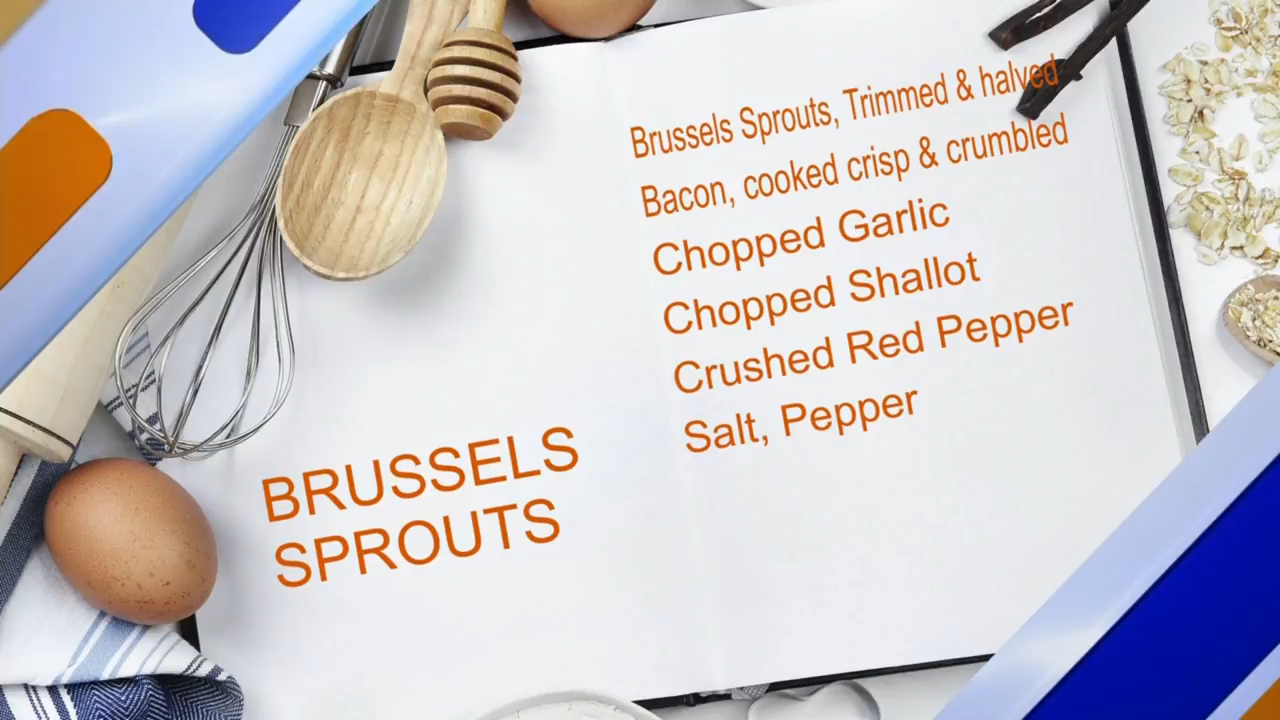 BRUSSELS
SPROUTS
Brussels Sprouts, Trimmed & halved
Bacon, cooked crisp & crumbled
Chopped Garlic
Chopped Shallot
Crushed Red Pepper
Salt, Pepper